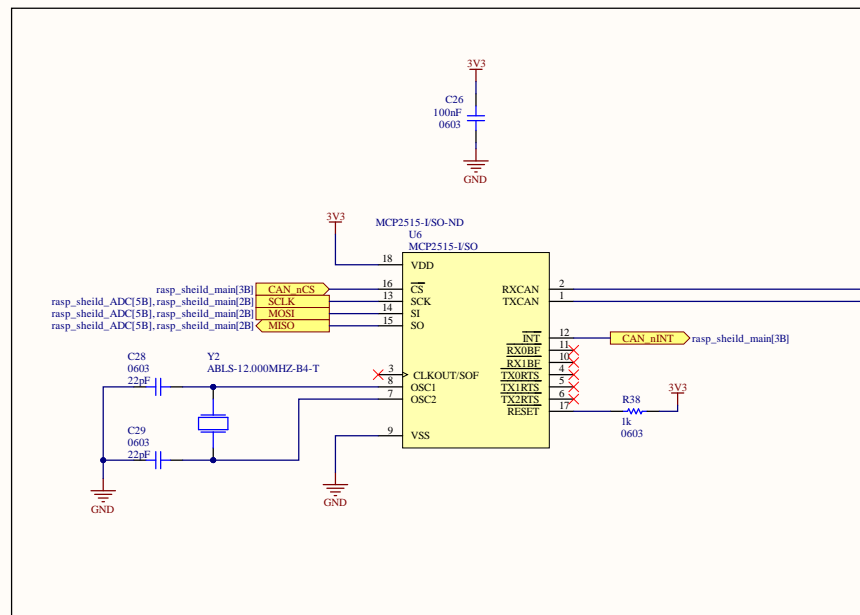 3V3
C26
100nF
0603
GND
3V3
MCP2515-I/SO-ND
U6
MCP2515-I/SO
18 VDD
rasp_sheild_main[3B] CAN_nCS 16 CS
rasp_sheild_ADC[5B], rasp_sheild_main[2B] SCLK 13 SCK
rasp_sheild_ADC[5B], rasp_sheild_main[2B] MOSI 14 SI
rasp_sheild_ADC[5B], rasp_sheild_main[2B] MISO 15 SO
RXCAN 2
TXCAN 1
INT 12 CAN_nINT rasp_sheild_main[3B]
RX0BF 11
RX1BF 10
TX0RTS 4
TX1RTS 5
TX2RTS 6
RESET 17
3 CLKOUT/SOF
8 OSC1
7 OSC2
9 VSS
C28
0603
22pF
Y2
ABLS-12.000MHZ-B4-T
C29
0603
22pF
GND
GND
R38
1k
0603
3V3